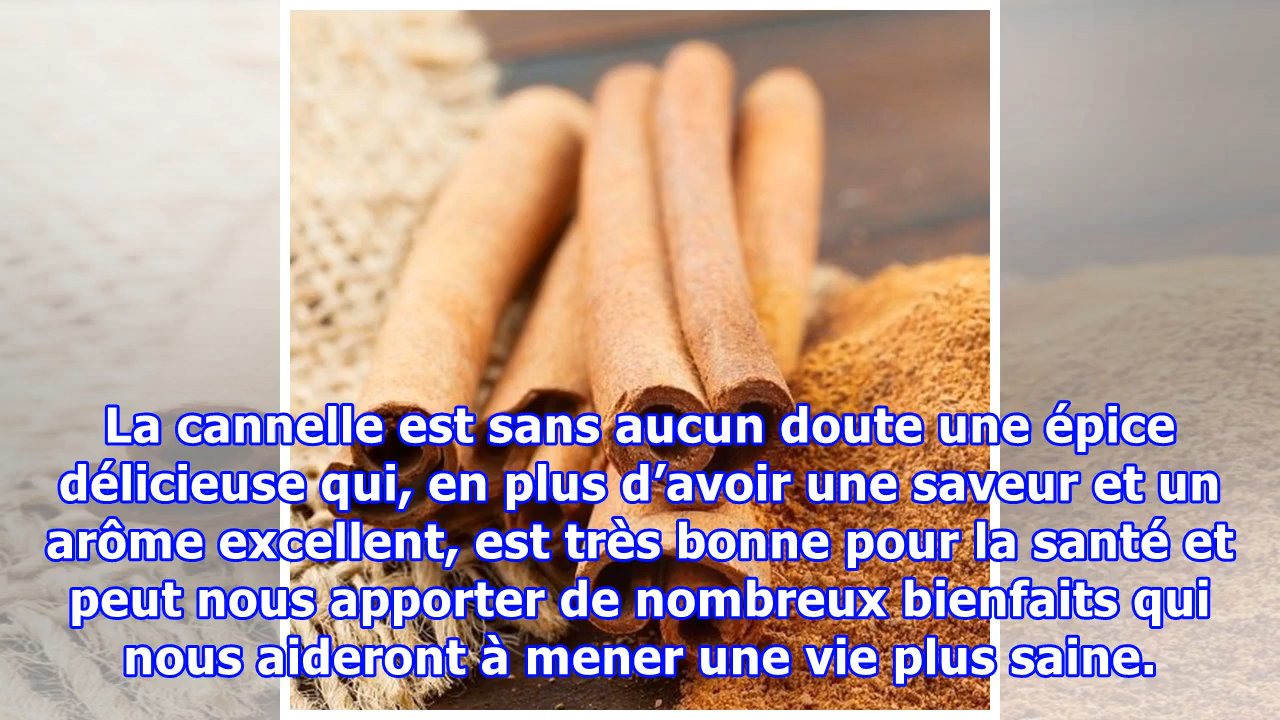 La cannelle est sans aucun doute une épice
délicieuse qui, en plus d’avoir une saveur et un
arôme excellent, est très bonne pour la santé et
peut nous apporter de nombreux bienfaits qui
nous aideront à mener une vie plus saine.